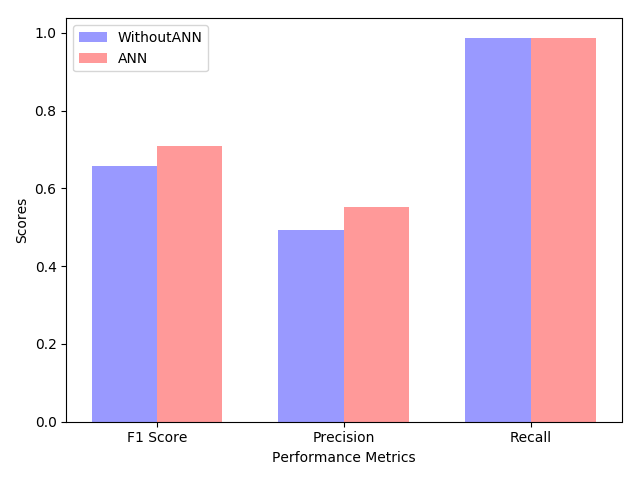 WithoutANN
ANN
1.0
0.8
0.6
0.4
0.2
0.0
Scores
F1 Score
Precision
Recall
Performance Metrics